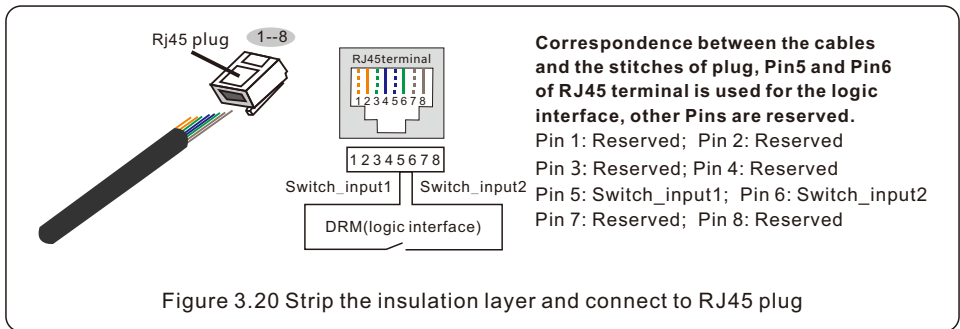 Rj45 plug
1--8
RJ45terminal
1 2 3 4 5 6 7 8
1 2 3 4 5 6 7 8
Switch_input1
Switch_input2
DRM(logic interface)
Correspondence between the cables
and the stitches of plug, Pin5 and Pin6
of RJ45 terminal is used for the logic
interface, other Pins are reserved.
Pin 1: Reserved;  Pin 2: Reserved
Pin 3: Reserved; Pin 4: Reserved
Pin 5: Switch_input1;  Pin 6: Switch_input2
Pin 7: Reserved;  Pin 8: Reserved
Figure 3.20 Strip the insulation layer and connect to RJ45 plug